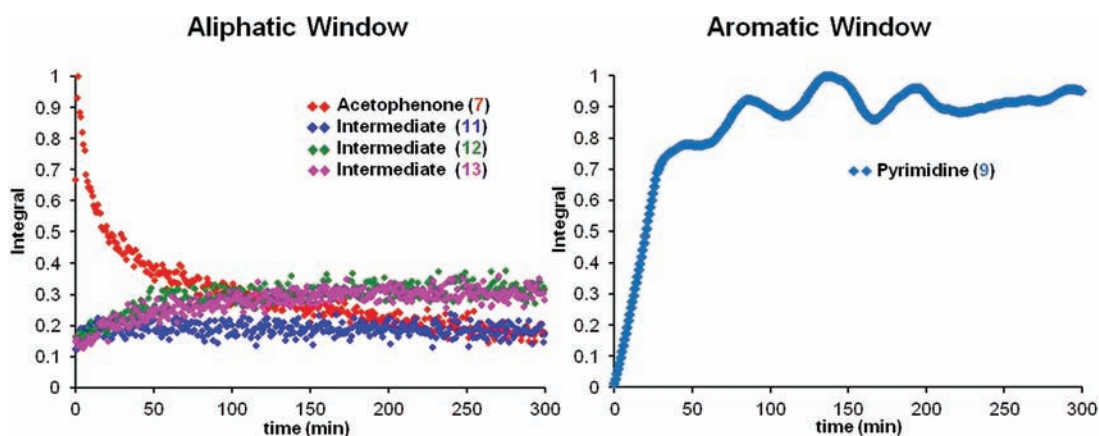 Aliphatic Window
Integral
1
0.9
0.8
0.7
0.6
0.5
0.4
0.3
0.2
0.1
0
Acetophenone (7)
Intermediate (11)
Intermediate (12)
Intermediate (13)
0 50 100 150 200 250 300
time (min)
Aromatic Window
Integral
1
0.9
0.8
0.7
0.6
0.5
0.4
0.3
0.2
0.1
0
Pyrimidine (9)
0 50 100 150 200 250 300
time (min)